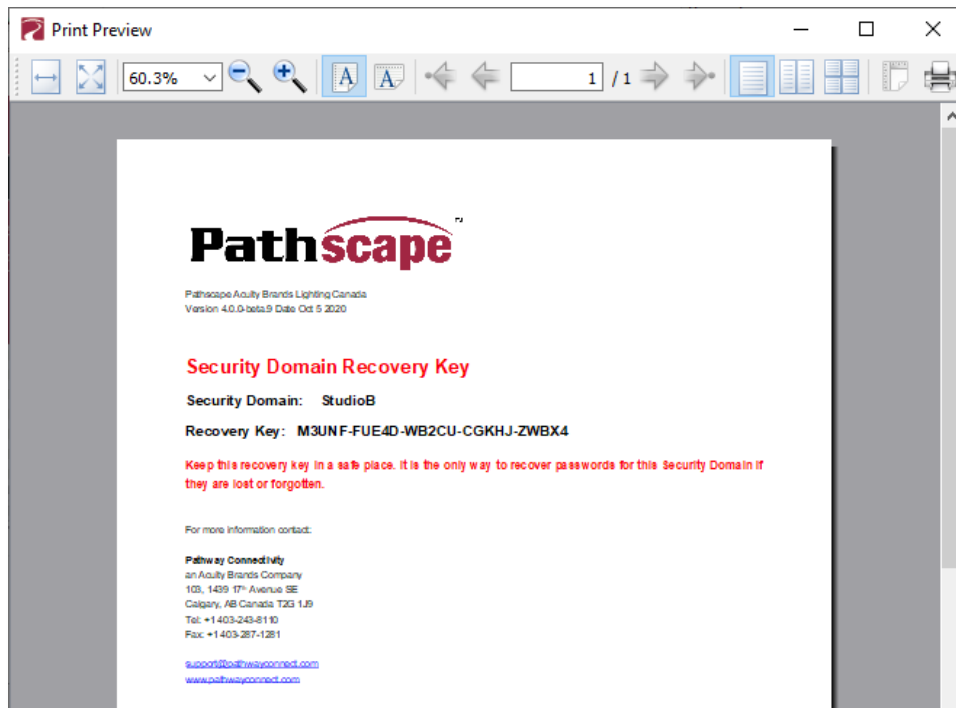 Print Preview
60.3%
A
A
1 / 1
Pathscape
Pathscape Acuity Brands Lighting Canada
Version 4.0.0-beta.9 Date Oct 5 2020
Security Domain Recovery Key
Security Domain: StudioB
Recovery Key: M3UNF-FUE4D-WB2CU-CGKHJ-ZWBX4
Keep this recovery key in a safe place. It is the only way to recover passwords for this Security Domain if
they are lost or forgotten.
For more information contact:
Pathway Connectivity
an Acuity Brands Company
103, 1439 17th Avenue SE
Calgary, AB Canada T2G 1J9
Tel: +1 403-243-8110
Fax: +1 403-287-1281
support@pathwayconnect.com
www.pathwayconnect.com